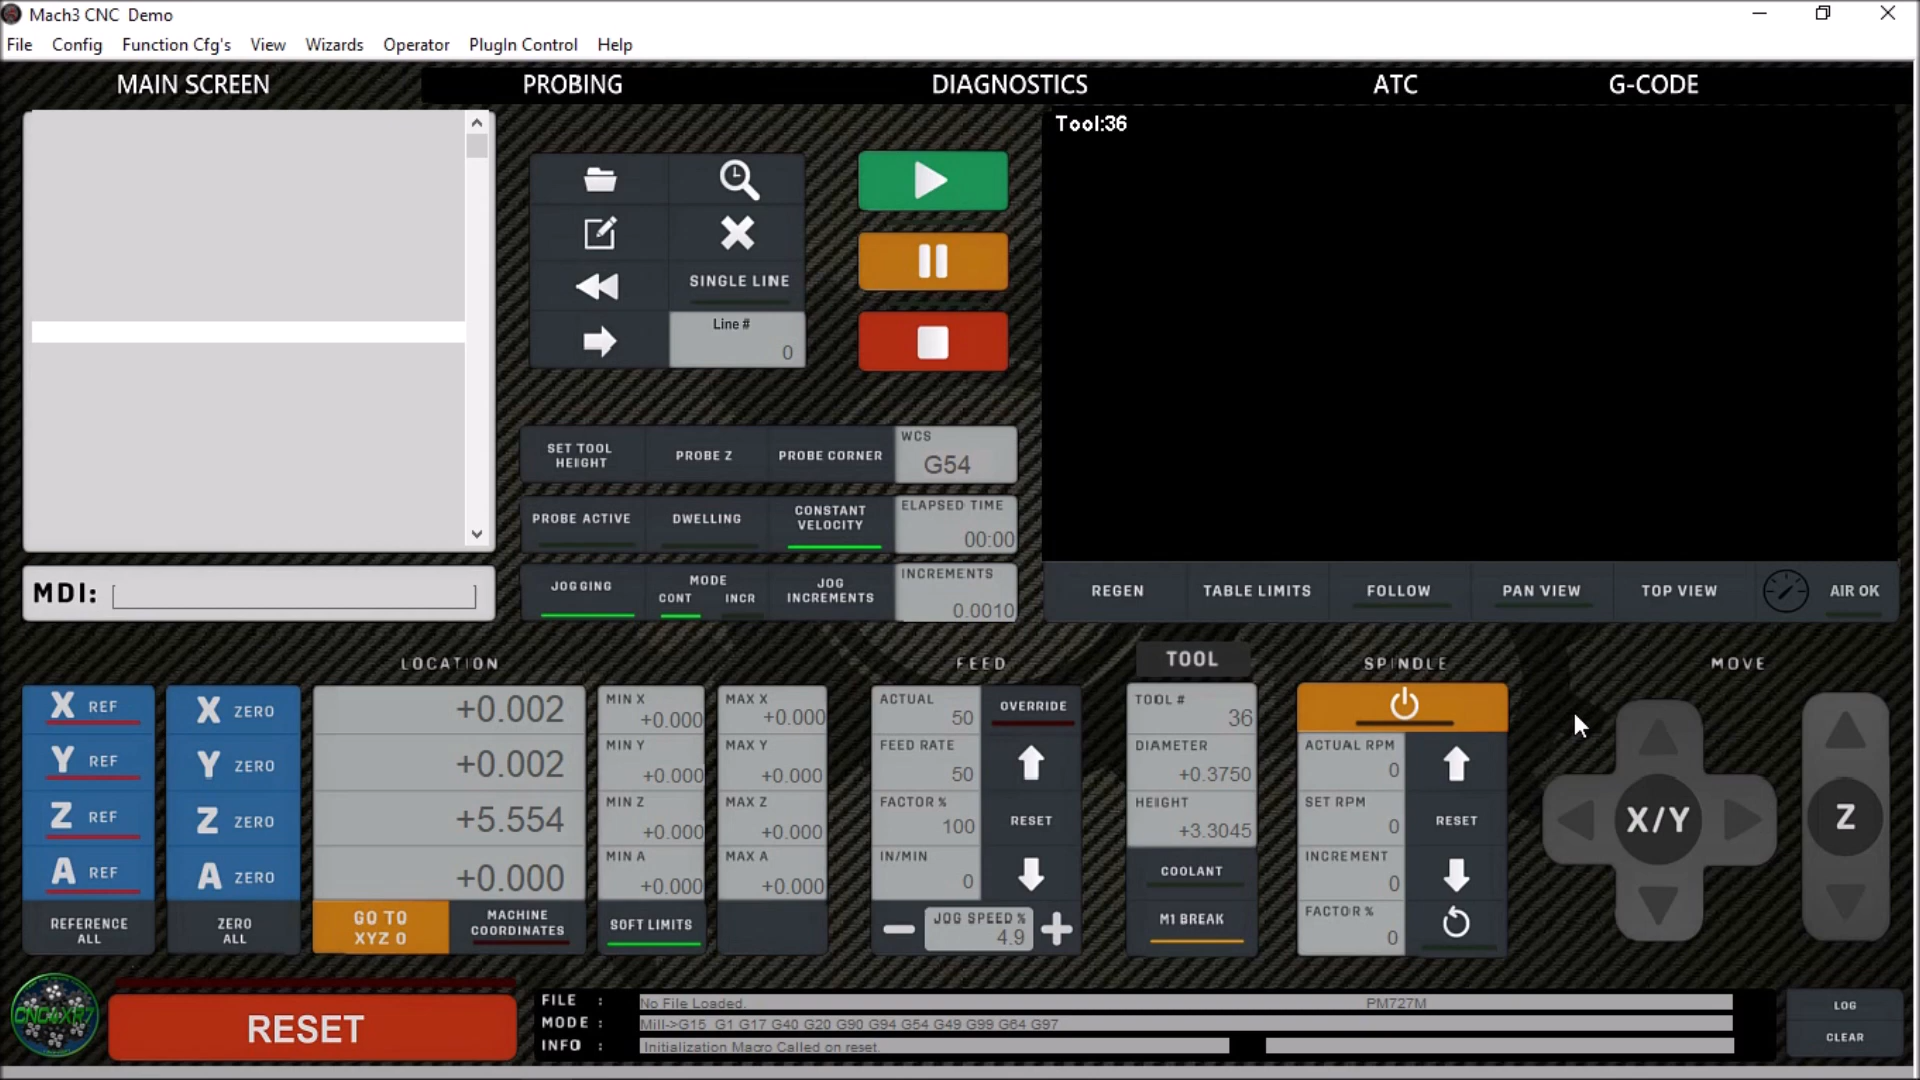 Mach3 CNC Demo
File Config Function Cfg's View Wizards Operator PlugIn Control Help
MAIN SCREEN PROBING DIAGNOSTICS ATC G-CODE
Tool:36
SINGLE LINE
Line #
0
SET TOOL HEIGHT
PROBE Z
PROBE CORNER
WCS
G54
PROBE ACTIVE
DWELLING
CONSTANT VELOCITY
ELAPSED TIME
00:00
JOGGING
MODE
CONT INCR
JOG INCREMENTS
INCREMENTS
0.0010
MDI:
REGEN TABLE LIMITS FOLLOW PAN VIEW TOP VIEW AIR OK
LOCATION
X REF
Y REF
Z REF
A REF
REFERENCE ALL
X ZERO
Y ZERO
Z ZERO
A ZERO
ZERO ALL
+0.002
+0.002
+5.554
+0.000
GO TO XYZ 0
MACHINE COORDINATES
MIN X
+0.000
MIN Y
+0.000
MIN Z
+0.000
MIN A
+0.000
SOFT LIMITS
MAX X
+0.000
MAX Y
+0.000
MAX Z
+0.000
MAX A
+0.000
FEED
ACTUAL
50
FEED RATE
50
FACTOR %
100
IN/MIN
0
OVERRIDE
RESET
JOG SPEED %
4.9
TOOL
TOOL #
36
DIAMETER
+0.3750
HEIGHT
+3.3045
COOLANT
M1 BREAK
SPINDLE
ACTUAL RPM
0
SET RPM
0
INCREMENT
0
FACTOR %
0
RESET
MOVE
X/Y
Z
CNC4XR7
RESET
FILE : No File Loaded. PM727M
MODE : Mill->G15 G1 G17 G40 G20 G90 G94 G54 G49 G99 G64 G97
INFO : Initialization Macro Called on reset.
LOG
CLEAR